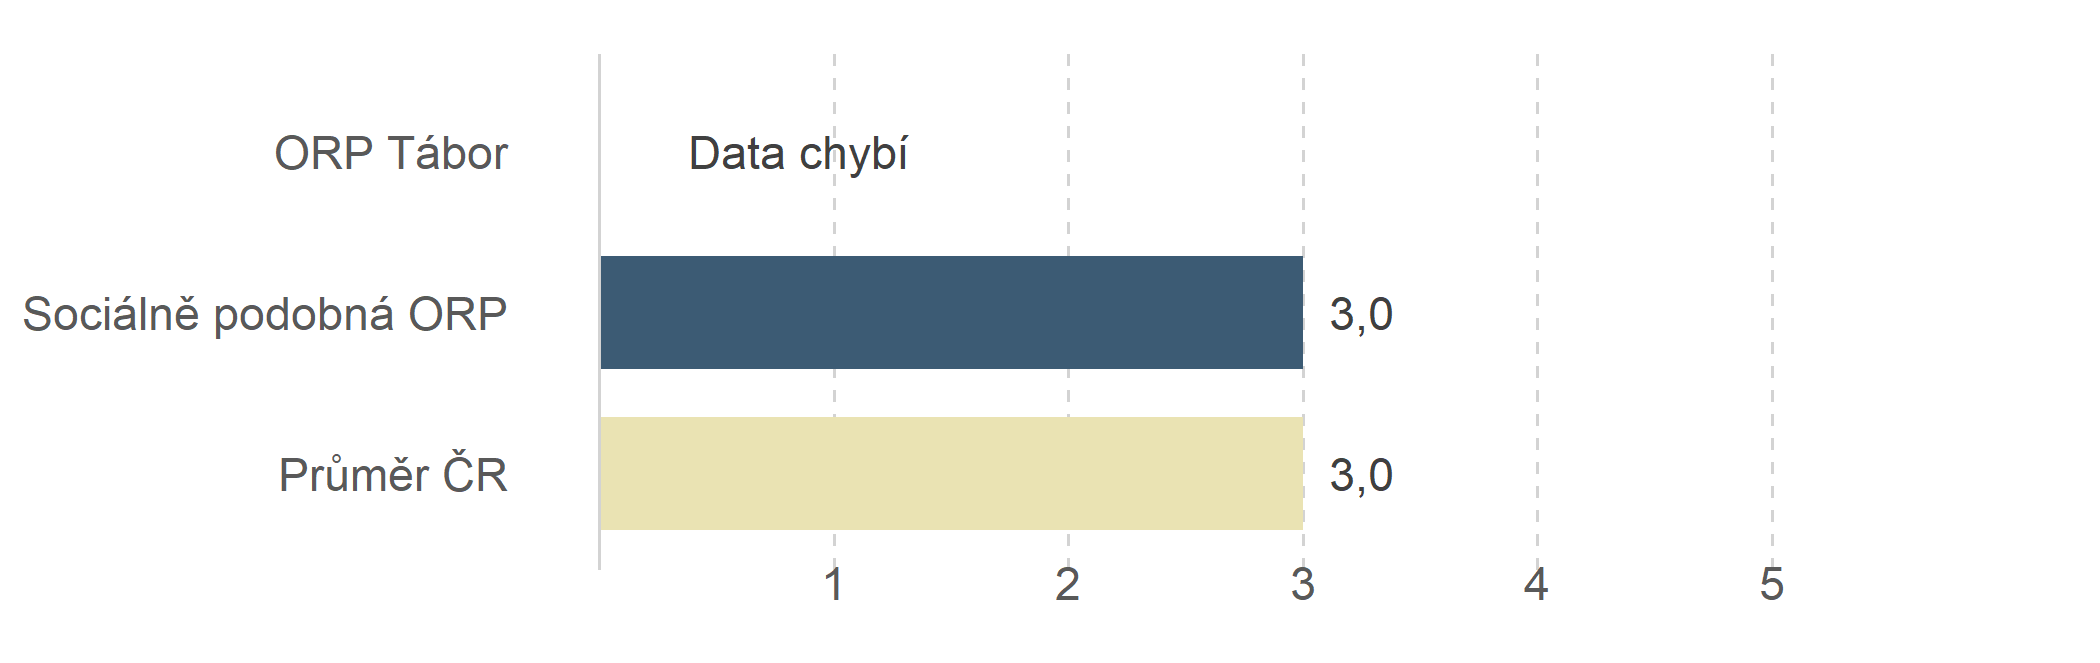 ORP Tábor
Data chybí
Sociálně podobná ORP
3,0
Průměr ČR
3,0
1
2
3
4
5